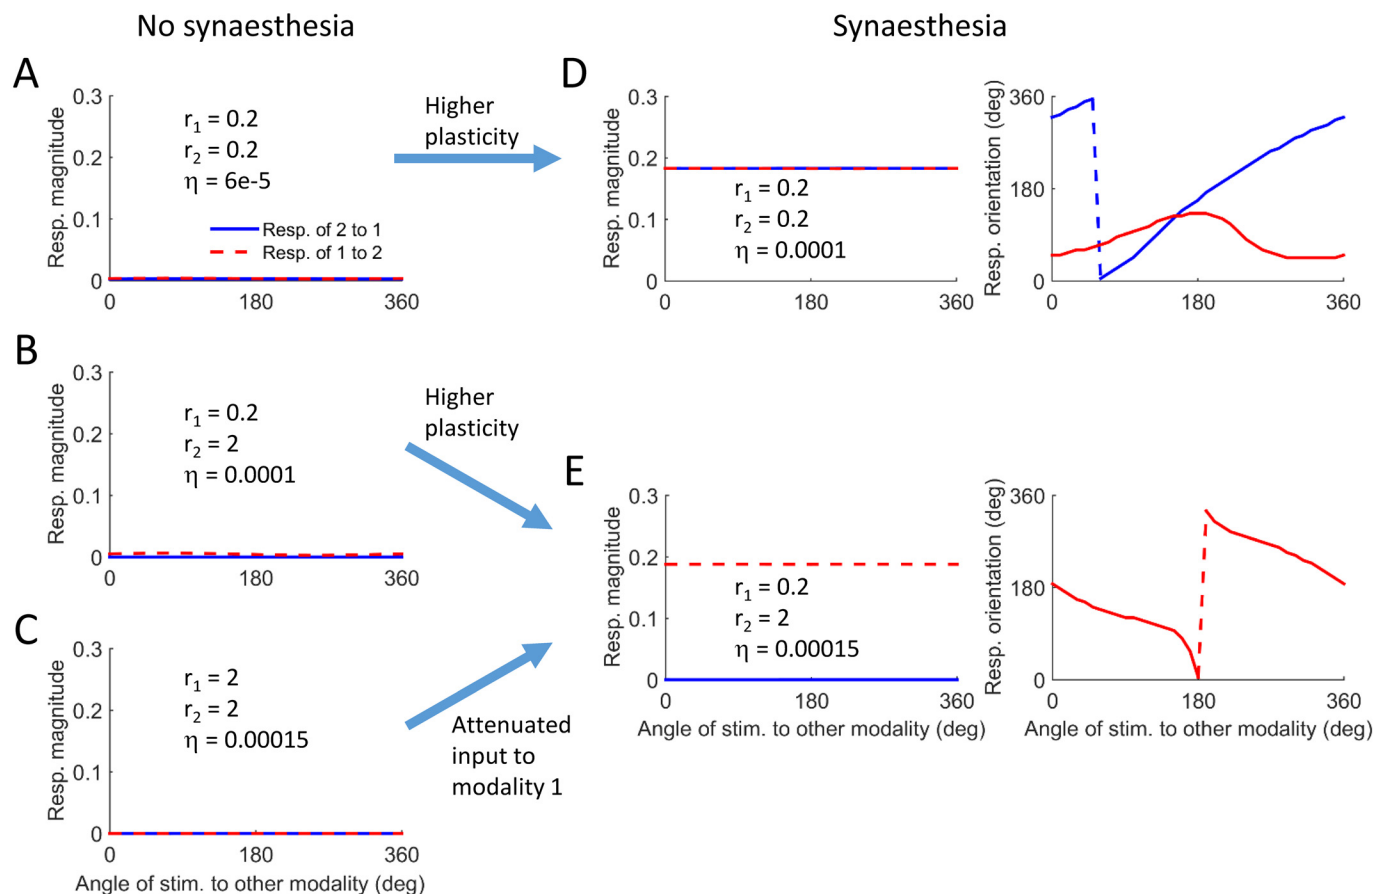 No synaesthesia
Synaesthesia
A
Resp. magnitude
0.3
0.2
0.1
0
r1 = 0.2
r2 = 0.2
η = 6e-5
Resp. of 2 to 1
Resp. of 1 to 2
0
180
360
Higher
plasticity
D
Resp. magnitude
0.3
0.2
0.1
0
r1 = 0.2
r2 = 0.2
η = 0.0001
0
180
360
Resp. orientation (deg)
360
180
0
0
180
360
B
Resp. magnitude
0.3
0.2
0.1
0
r1 = 0.2
r2 = 2
η = 0.0001
0
180
360
Higher
plasticity
E
Resp. magnitude
0.3
0.2
0.1
0
r1 = 0.2
r2 = 2
η = 0.00015
0
180
360
Angle of stim. to other modality (deg)
Resp. orientation (deg)
360
180
0
0
180
360
Angle of stim. to other modality (deg)
C
Resp. magnitude
0.3
0.2
0.1
0
r1 = 2
r2 = 2
η = 0.00015
0
180
360
Angle of stim. to other modality (deg)
Attenuated
input to
modality 1